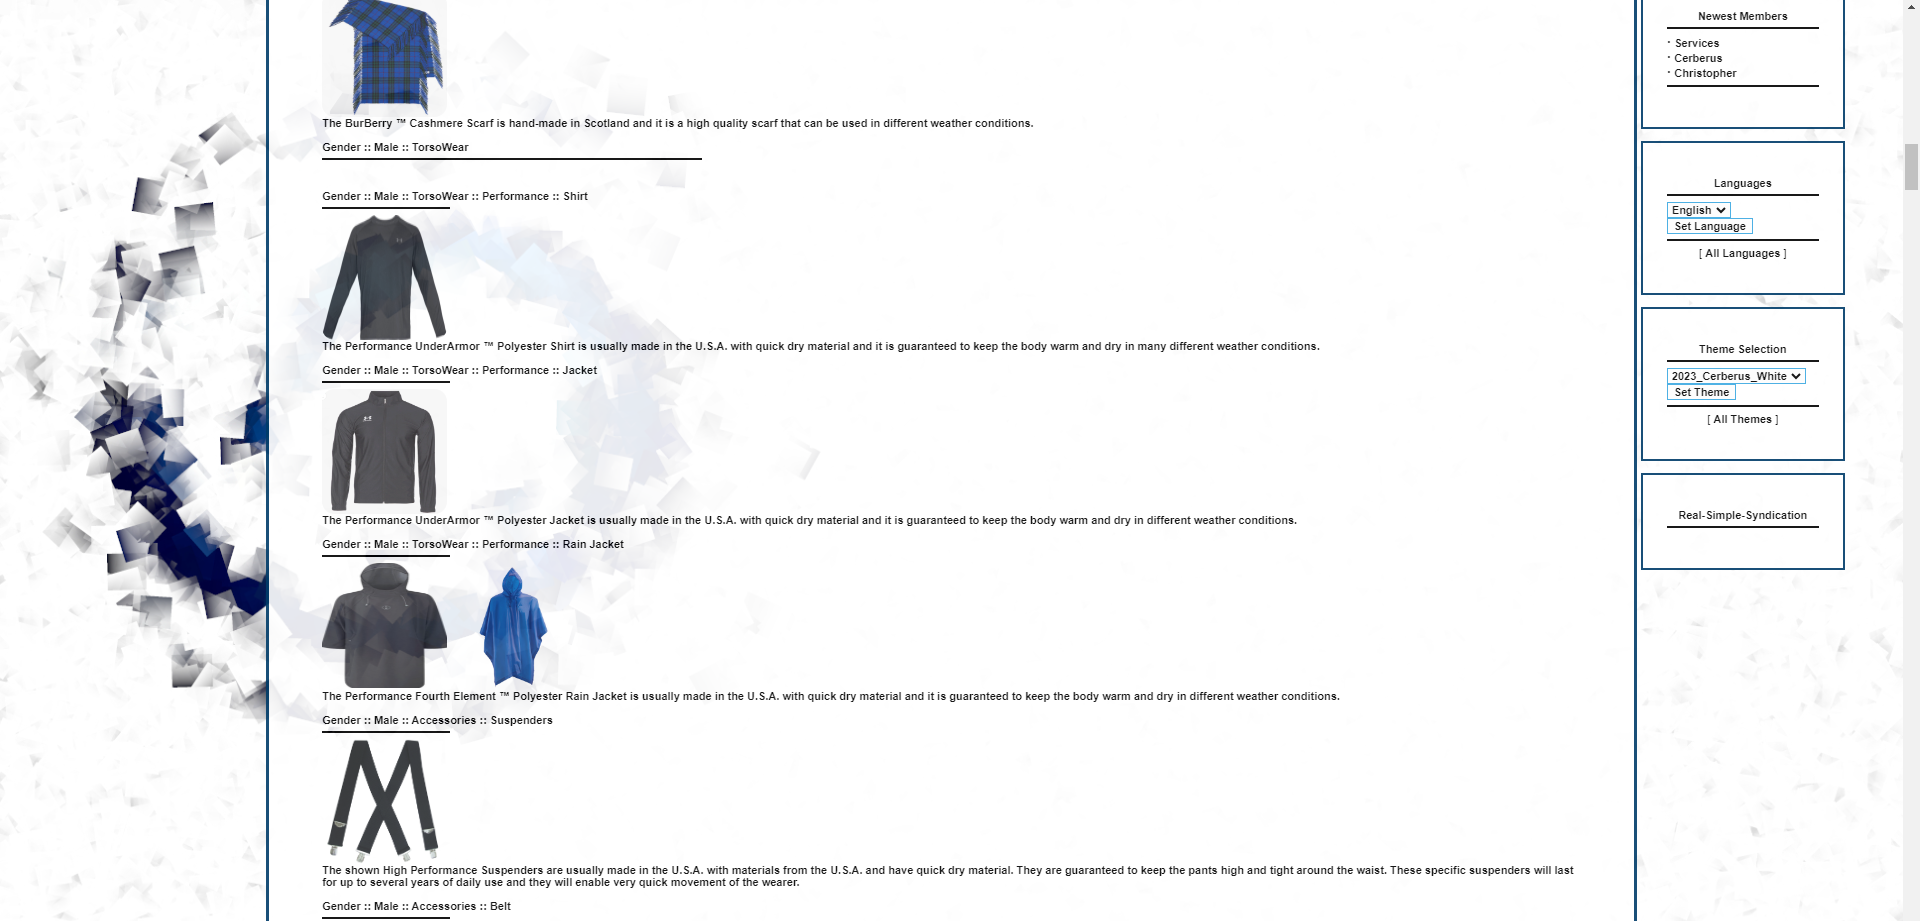 The BurBerry ™ Cashmere Scarf is hand-made in Scotland and it is a high quality scarf that can be used in different weather conditions.
Gender :: Male :: TorsoWear
Gender :: Male :: TorsoWear :: Performance :: Shirt
The Performance UnderArmor ™ Polyester Shirt is usually made in the U.S.A. with quick dry material and it is guaranteed to keep the body warm and dry in many different weather conditions.
Gender :: Male :: TorsoWear :: Performance :: Jacket
The Performance UnderArmor ™ Polyester Jacket is usually made in the U.S.A. with quick dry material and it is guaranteed to keep the body warm and dry in different weather conditions.
Gender :: Male :: TorsoWear :: Performance :: Rain Jacket
The Performance Fourth Element ™ Polyester Rain Jacket is usually made in the U.S.A. with quick dry material and it is guaranteed to keep the body warm and dry in different weather conditions.
Gender :: Male :: Accessories :: Suspenders
The shown High Performance Suspenders are usually made in the U.S.A. with materials from the U.S.A. and have quick dry material. They are guaranteed to keep the pants high and tight around the waist. These specific suspenders will last
for up to several years of daily use and they will enable very quick movement of the wearer.
Gender :: Male :: Accessories :: Belt
Newest Members
· Services
· Cerberus
· Christopher
Languages
English
Set Language
[ All Languages ]
Theme Selection
2023_Cerberus_White
Set Theme
[ All Themes ]
Real-Simple-Syndication